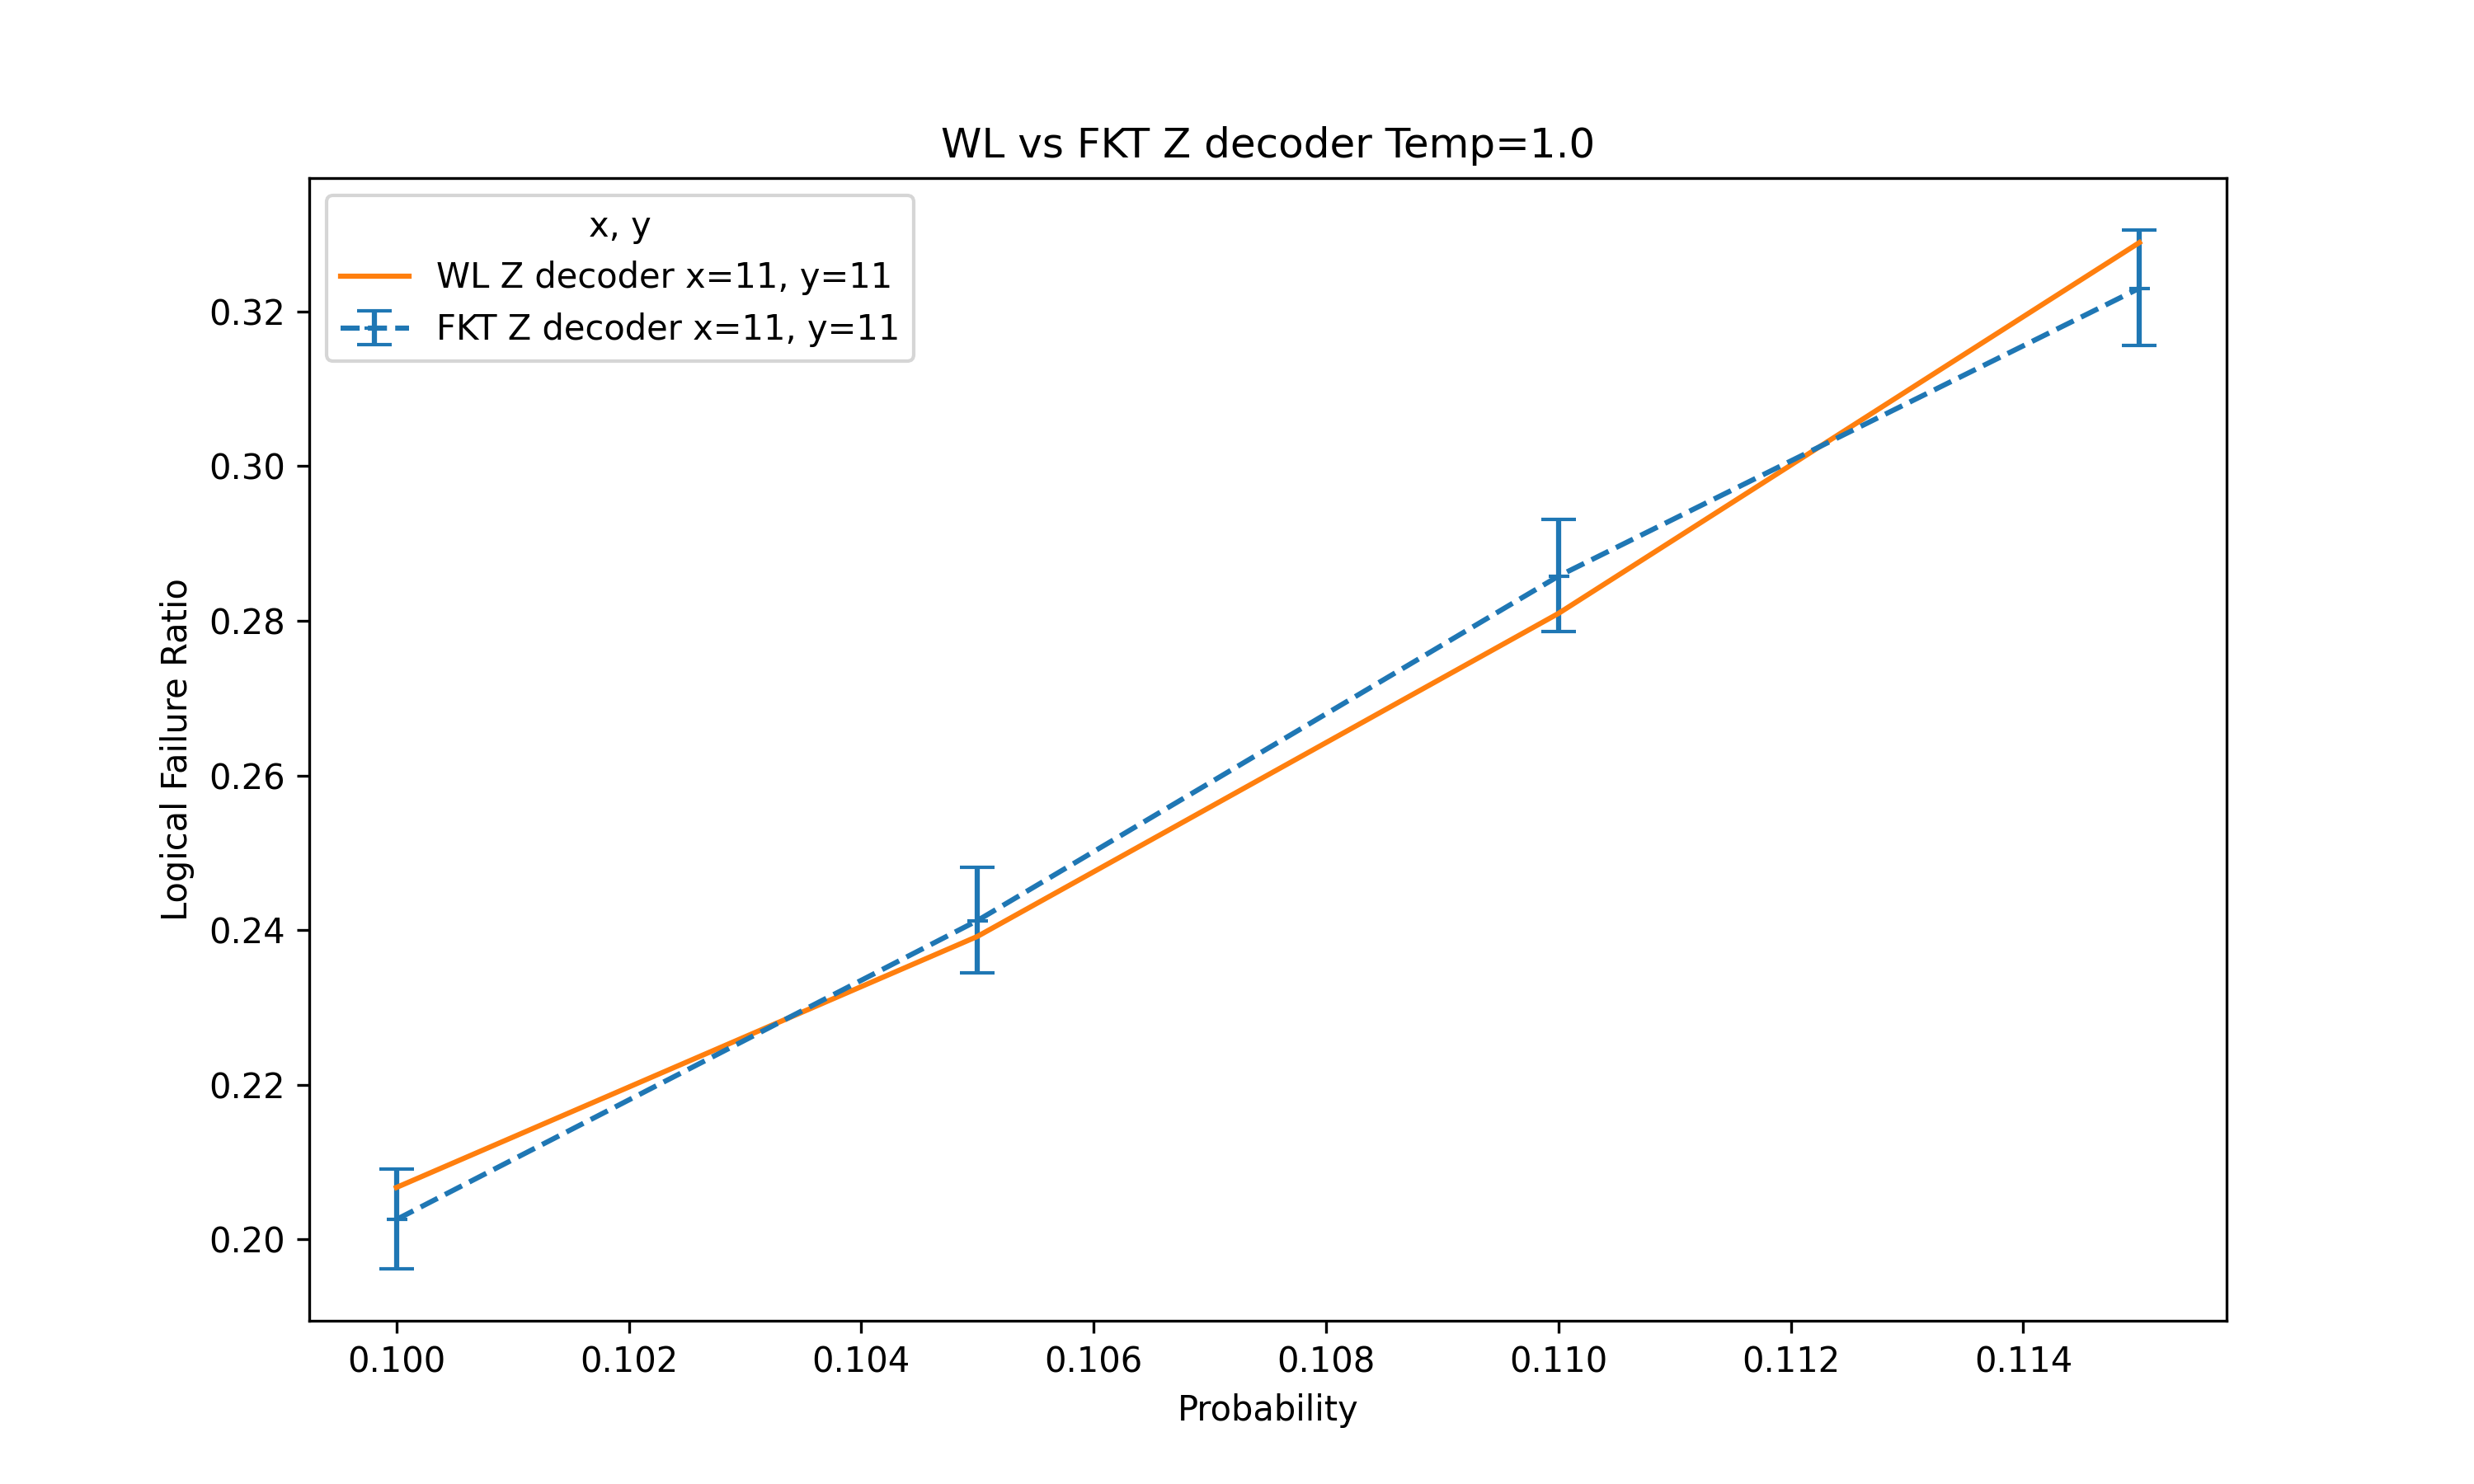 WL vs FKT Z decoder Temp=1.0
x, y
WL Z decoder x=11, y=11
FKT Z decoder x=11, y=11
Logical Failure Ratio
0.32
0.30
0.28
0.26
0.24
0.22
0.20
0.100 0.102 0.104 0.106 0.108 0.110 0.112 0.114
Probability